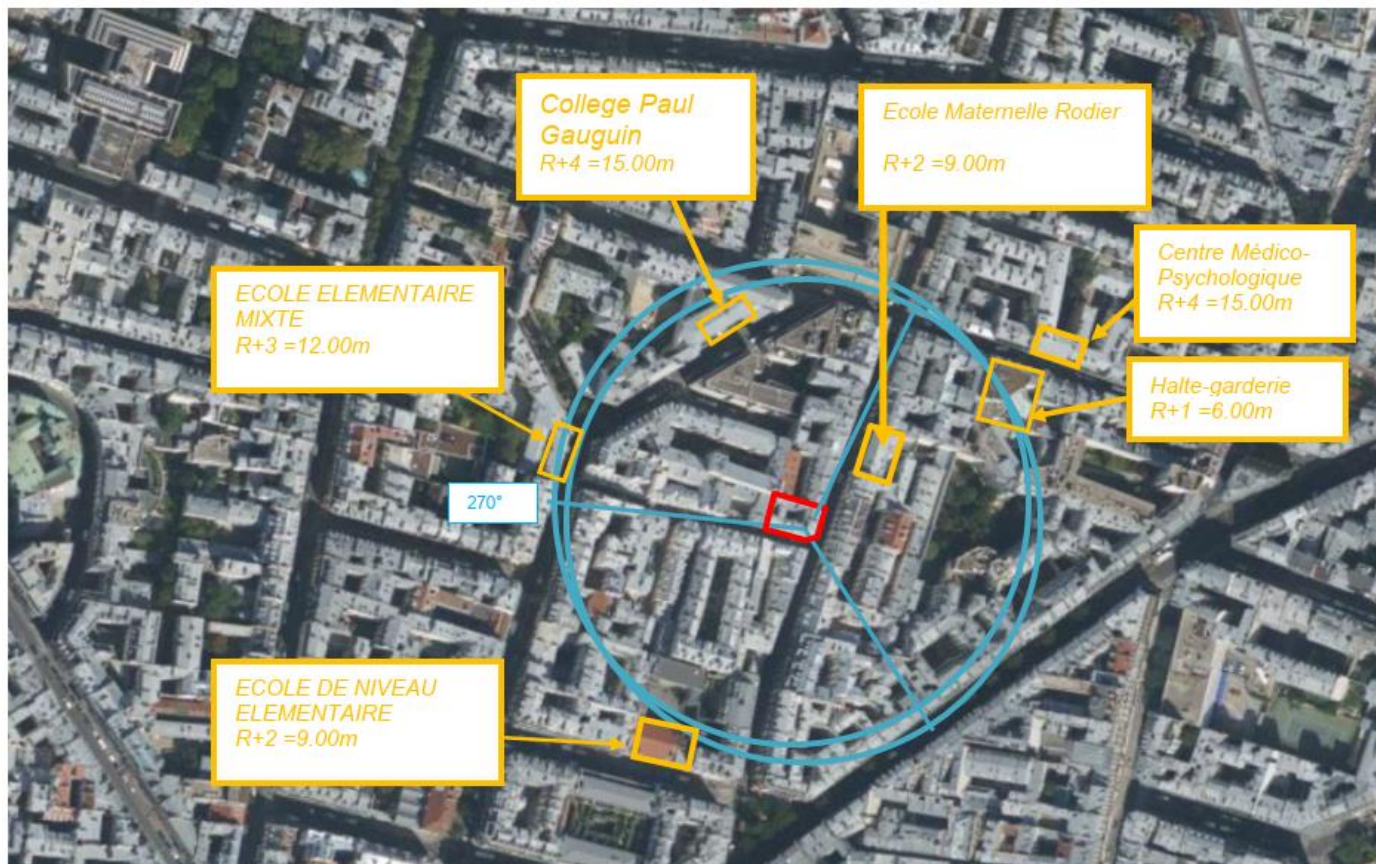 College Paul
Gauguin
R+4 =15.00m
Ecole Maternelle Rodier
R+2 =9.00m
Centre Médico-
Psychologique
R+4 =15.00m
ECOLE ELEMENTAIRE
MIXTE
R+3 =12.00m
Halte-garderie
R+1 =6.00m
270°
ECOLE DE NIVEAU
ELEMENTAIRE
R+2 =9.00m